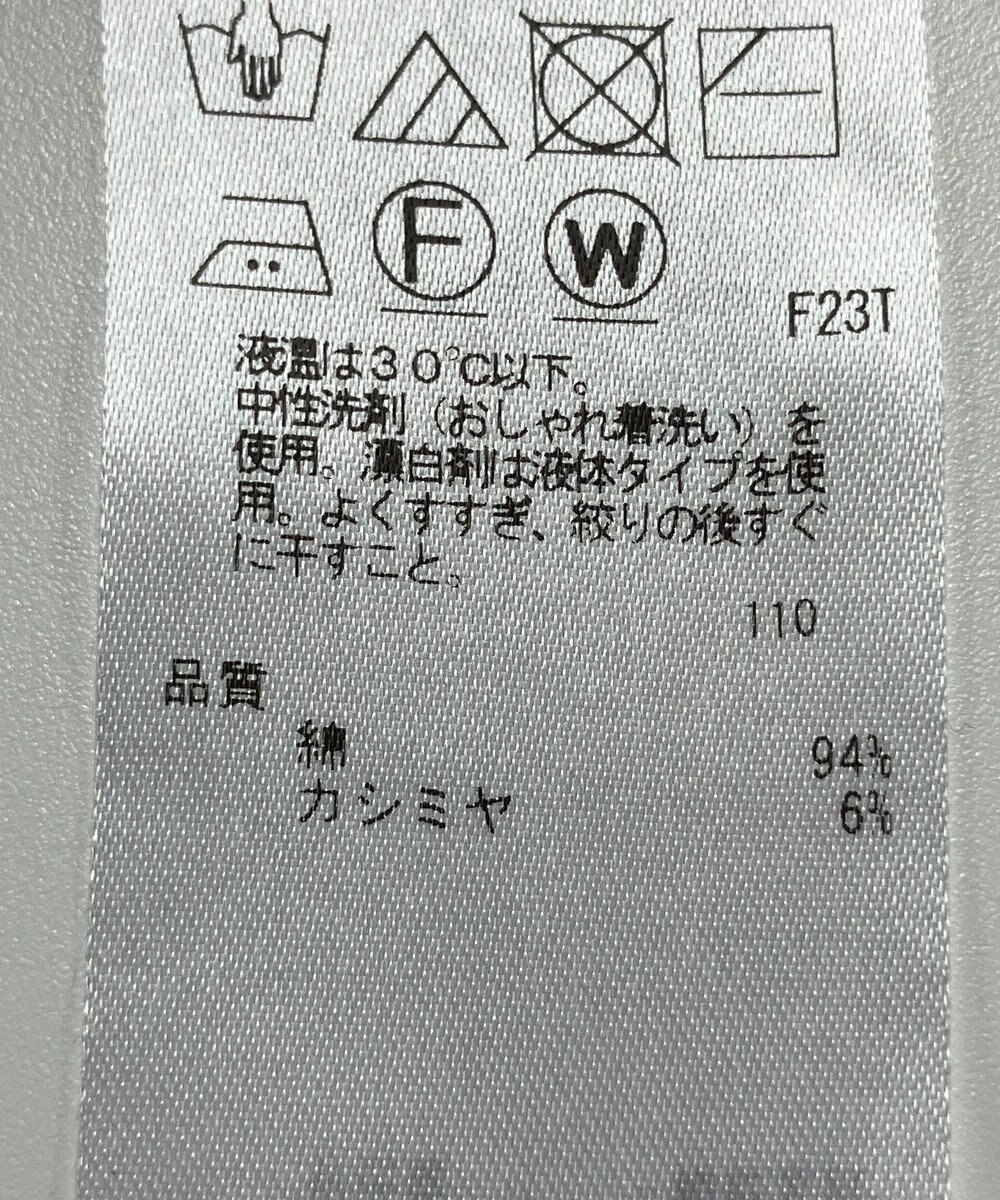 F
W
F23T
液温は30℃以下。
中性洗剤(おしゃれ着洗い)を
使用。漂白剤は液体タイプを使
用。よくすすぎ、絞りの後すぐ
に干すこと。
110
品質
綿 94%
カシミヤ 6%